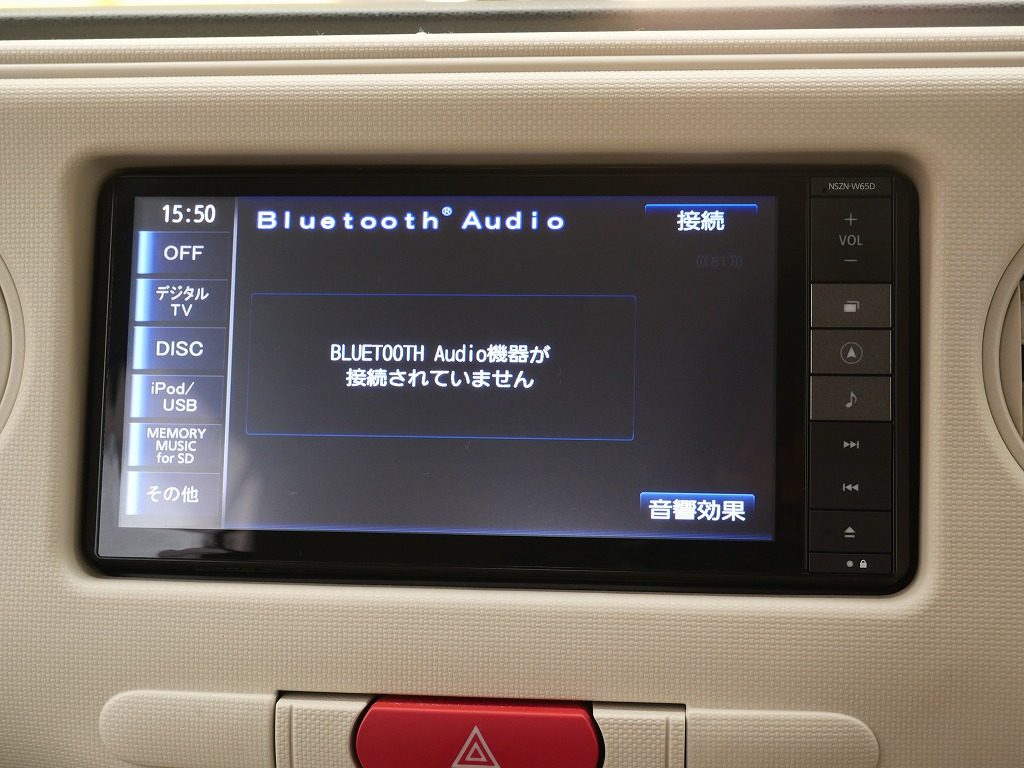 NSZN-W65D
15:50
Bluetooth® Audio
接続
OFF
デジタル
TV
DISC
iPod/
USB
MEMORY
MUSIC
for SD
その他
BLUETOOTH Audio機器が
接続されていません
音響効果
VOL